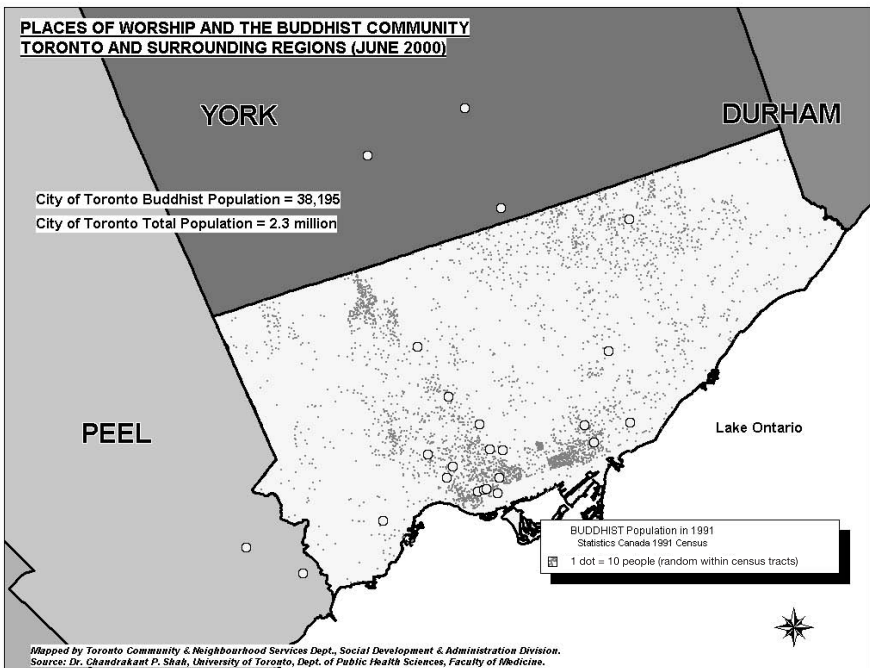 PLACES OF WORSHIP AND THE BUDDHIST COMMUNITY
TORONTO AND SURROUNDING REGIONS (JUNE 2000)
YORK
DURHAM
City of Toronto Buddhist Population = 38,195
City of Toronto Total Population = 2.3 million
PEEL
Lake Ontario
BUDDHIST Population in 1991
Statistics Canada 1991 Census
1 dot = 10 people (random within census tracts)
Mapped by Toronto Community & Neighbourhood Services Dept., Social Development & Administration Division.
Source: Dr. Chandrakant P. Shah, University of Toronto, Dept. of Public Health Sciences, Faculty of Medicine.